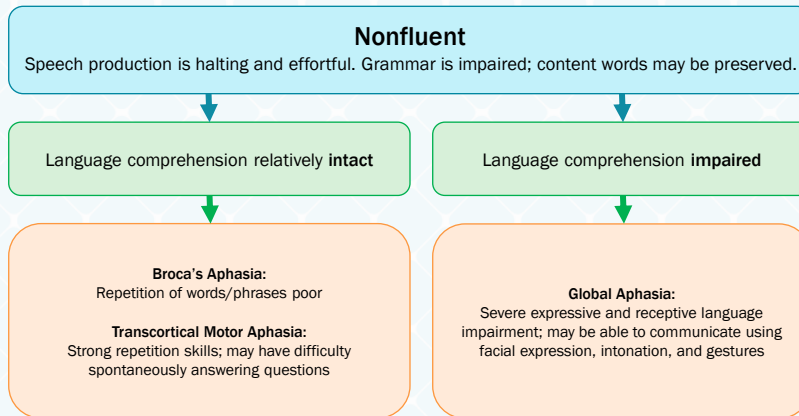 Nonfluent
Speech production is halting and effortful. Grammar is impaired; content words may be preserved.
Language comprehension relatively intact
Language comprehension impaired
Broca's Aphasia:
Repetition of words/phrases poor
Transcortical Motor Aphasia:
Strong repetition skills; may have difficulty
spontaneously answering questions
Global Aphasia:
Severe expressive and receptive language
impairment; may be able to communicate using
facial expression, intonation, and gestures